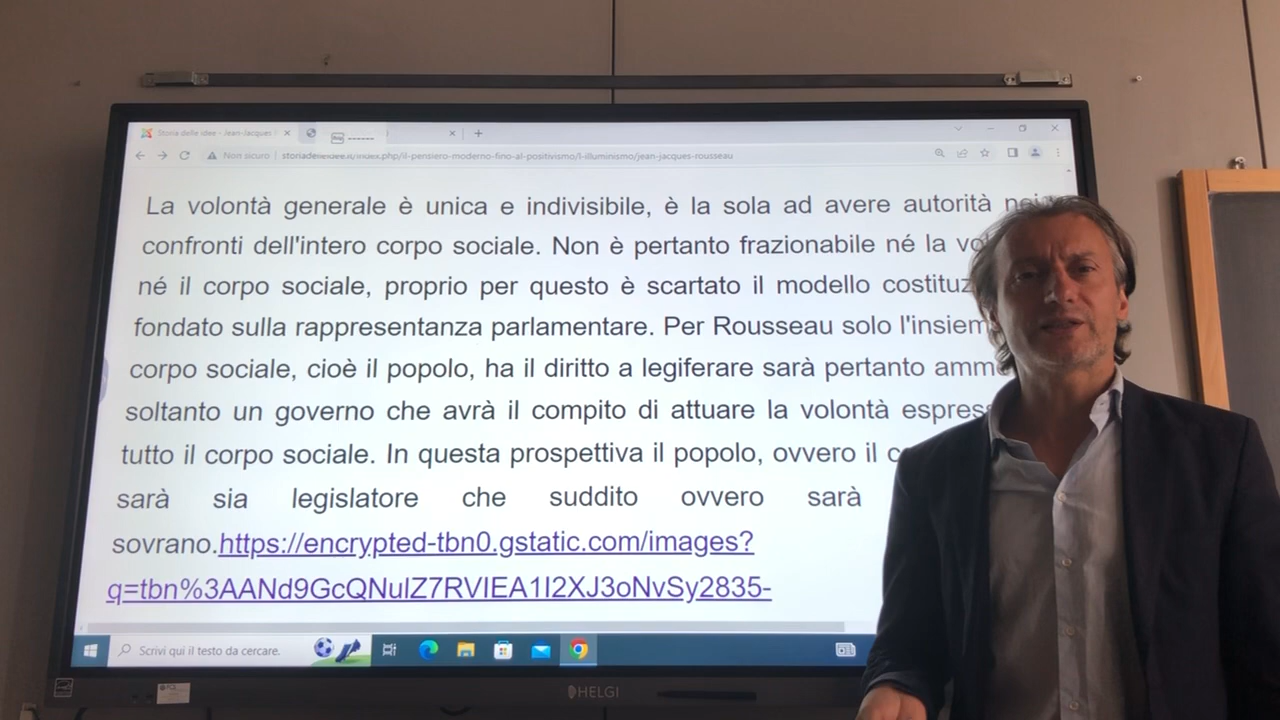 Storia delle idee - Jean-Jacques
Non sicuro | storiadelleidee.it/index.php/il-pensiero-moderno-fino-al-positivismo/l-illuminismo/jean-jacques-rousseau
La volontà generale è unica e indivisibile, è la sola ad avere autorità nei
confronti dell'intero corpo sociale. Non è pertanto frazionabile né la vo
né il corpo sociale, proprio per questo è scartato il modello costituz
fondato sulla rappresentanza parlamentare. Per Rousseau solo l'insiem
corpo sociale, cioè il popolo, ha il diritto a legiferare sarà pertanto amme
soltanto un governo che avrà il compito di attuare la volontà espres
tutto il corpo sociale. In questa prospettiva il popolo, ovvero il c
sarà sia legislatore che suddito ovvero sarà
sovrano.https://encrypted-tbn0.gstatic.com/images?
q=tbn%3AANd9GcQNulZ7RVIEA1I2XJ3oNvSy2835-
Scrivi qui il testo da cercare.
HELGI